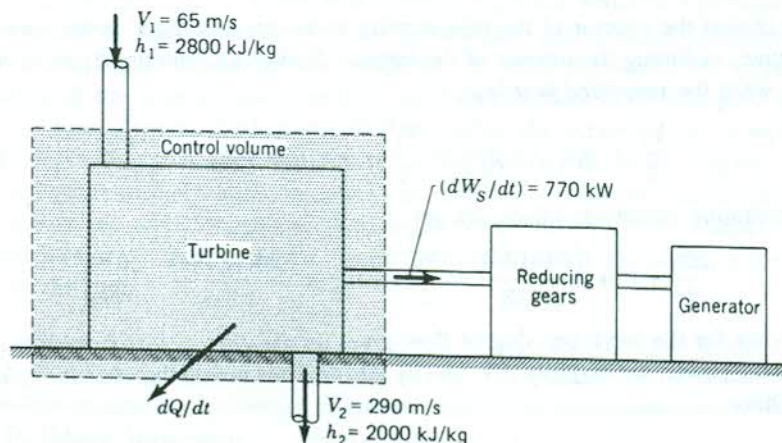 V₁ = 65 m/s
h₁ = 2800 kJ/kg
Control volume
(dW_S/dt) = 770 kW
Turbine
Reducing
gears
Generator
dQ/dt
V₂ = 290 m/s
h₂ = 2000 kJ/kg